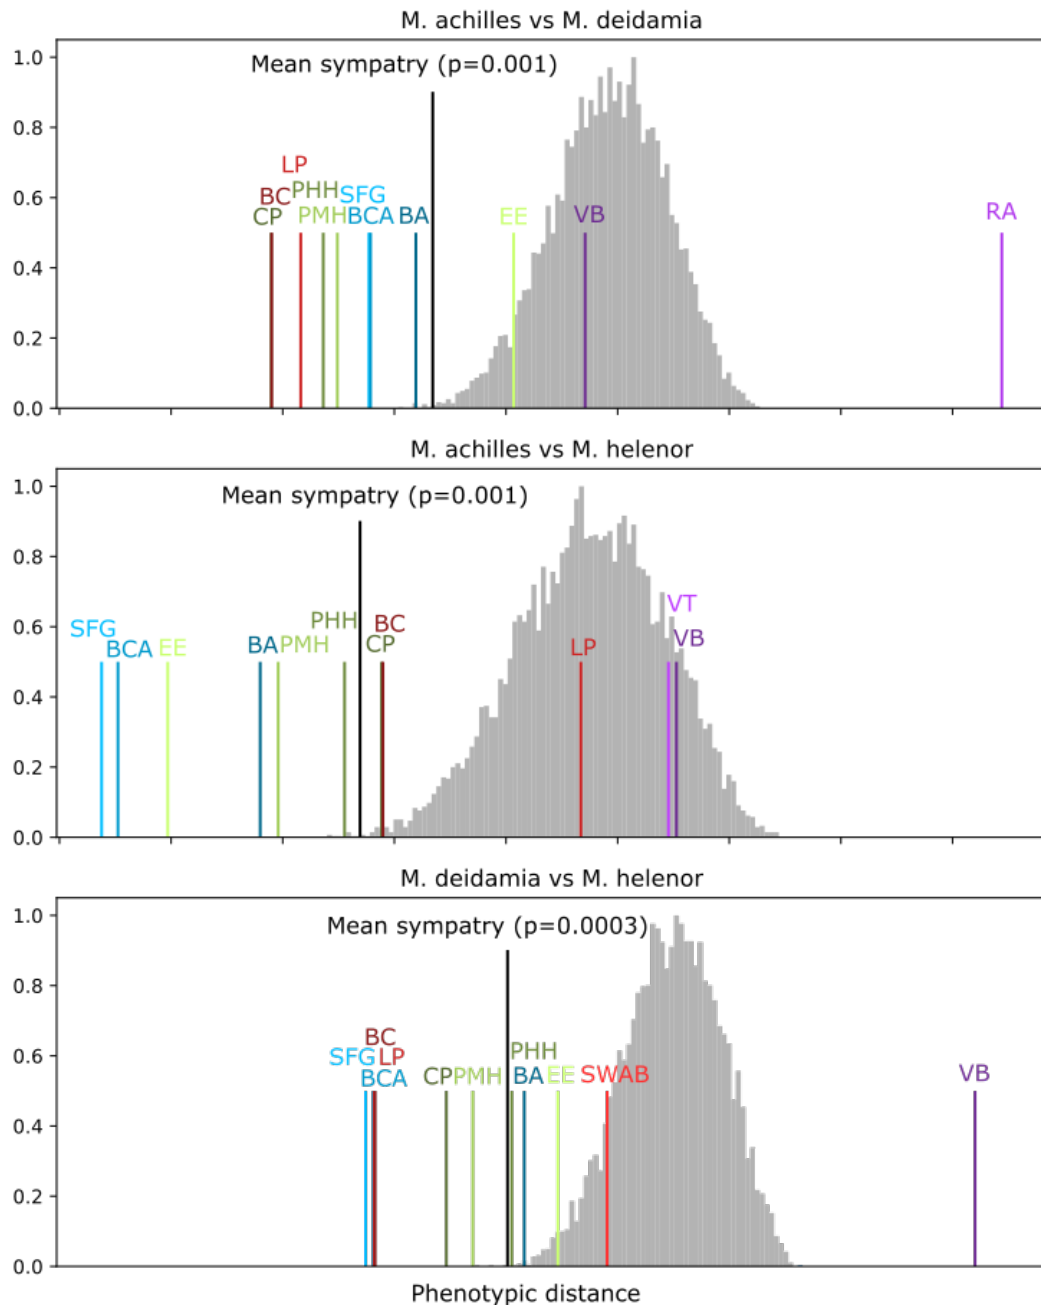 M. achilles vs M. deidamia
1.0
Mean sympatry (p=0.001)
0.8
LP
BC PHH SFG
0.6
CP PMH BCA BA EE VB RA
0.4
0.2
0.0
M. achilles vs M. helenor
1.0
Mean sympatry (p=0.001)
0.8
VT
SFG PHH BC
0.6
BCA EE BA PMH CP LP VB
0.4
0.2
0.0
M. deidamia vs M. helenor
1.0
Mean sympatry (p=0.0003)
0.8
BC
0.6
SFG LP PHH
BCA CP PMH BA EE SWAB VB
0.4
0.2
0.0
Phenotypic distance